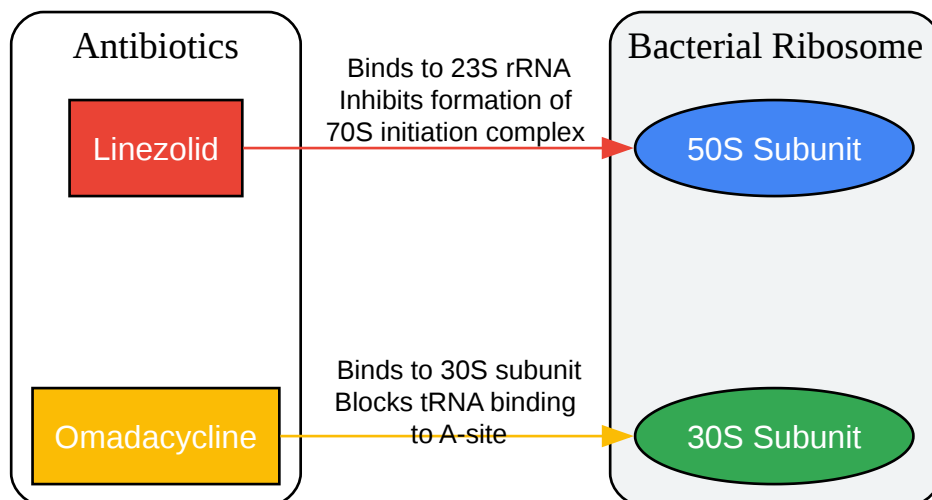 Antibiotics
Bacterial Ribosome
Binds to 23S rRNA
Inhibits formation of
70S initiation complex
Linezolid
50S Subunit
Binds to 30S subunit
Blocks tRNA binding
to A-site
Omadacycline
30S Subunit